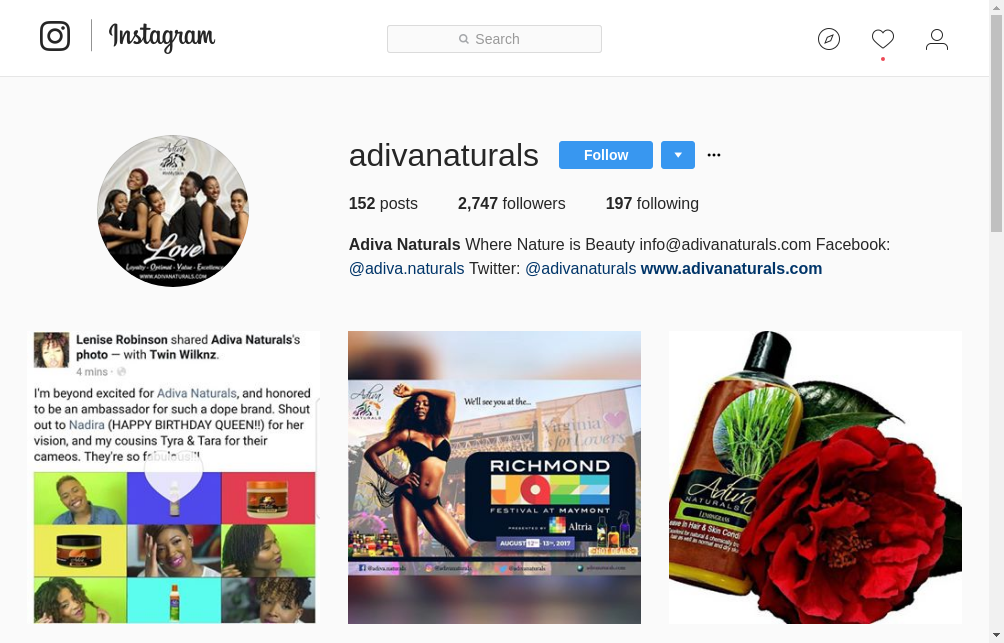 Instagram
Search
adivanaturals
Follow
152 posts 2,747 followers 197 following
Adiva Naturals Where Nature is Beauty info@adivanaturals.com Facebook:
@adiva.naturals Twitter: @adivanaturals www.adivanaturals.com
Adiva
Love
Loyalty - Optimal - Value - Excellence
WWW.ADIVANATURALS.COM
Lenise Robinson shared Adiva Naturals's
photo — with Twin Wilknz.
4 mins
I'm beyond excited for Adiva Naturals, and honored
to be an ambassador for such a dope brand. Shout
out to Nadira (HAPPY BIRTHDAY QUEEN!!) for her
vision, and my cousins Tyra & Tara for their
cameos. They're so fabulous!!
Adiva
NATURALS
We'll see you at the...
Virginia
is for Lovers
RICHMOND
Jazz
FESTIVAL AT MAYMONT
PRESENTED BY Altria
AUGUST 12th - 13th, 2017
HOT DEALS
@adiva.naturals @adivanaturals @adivanaturals adivanaturals.com
Adiva
NATURALS
LEMONGRASS
Leave In Hair & Skin Condi